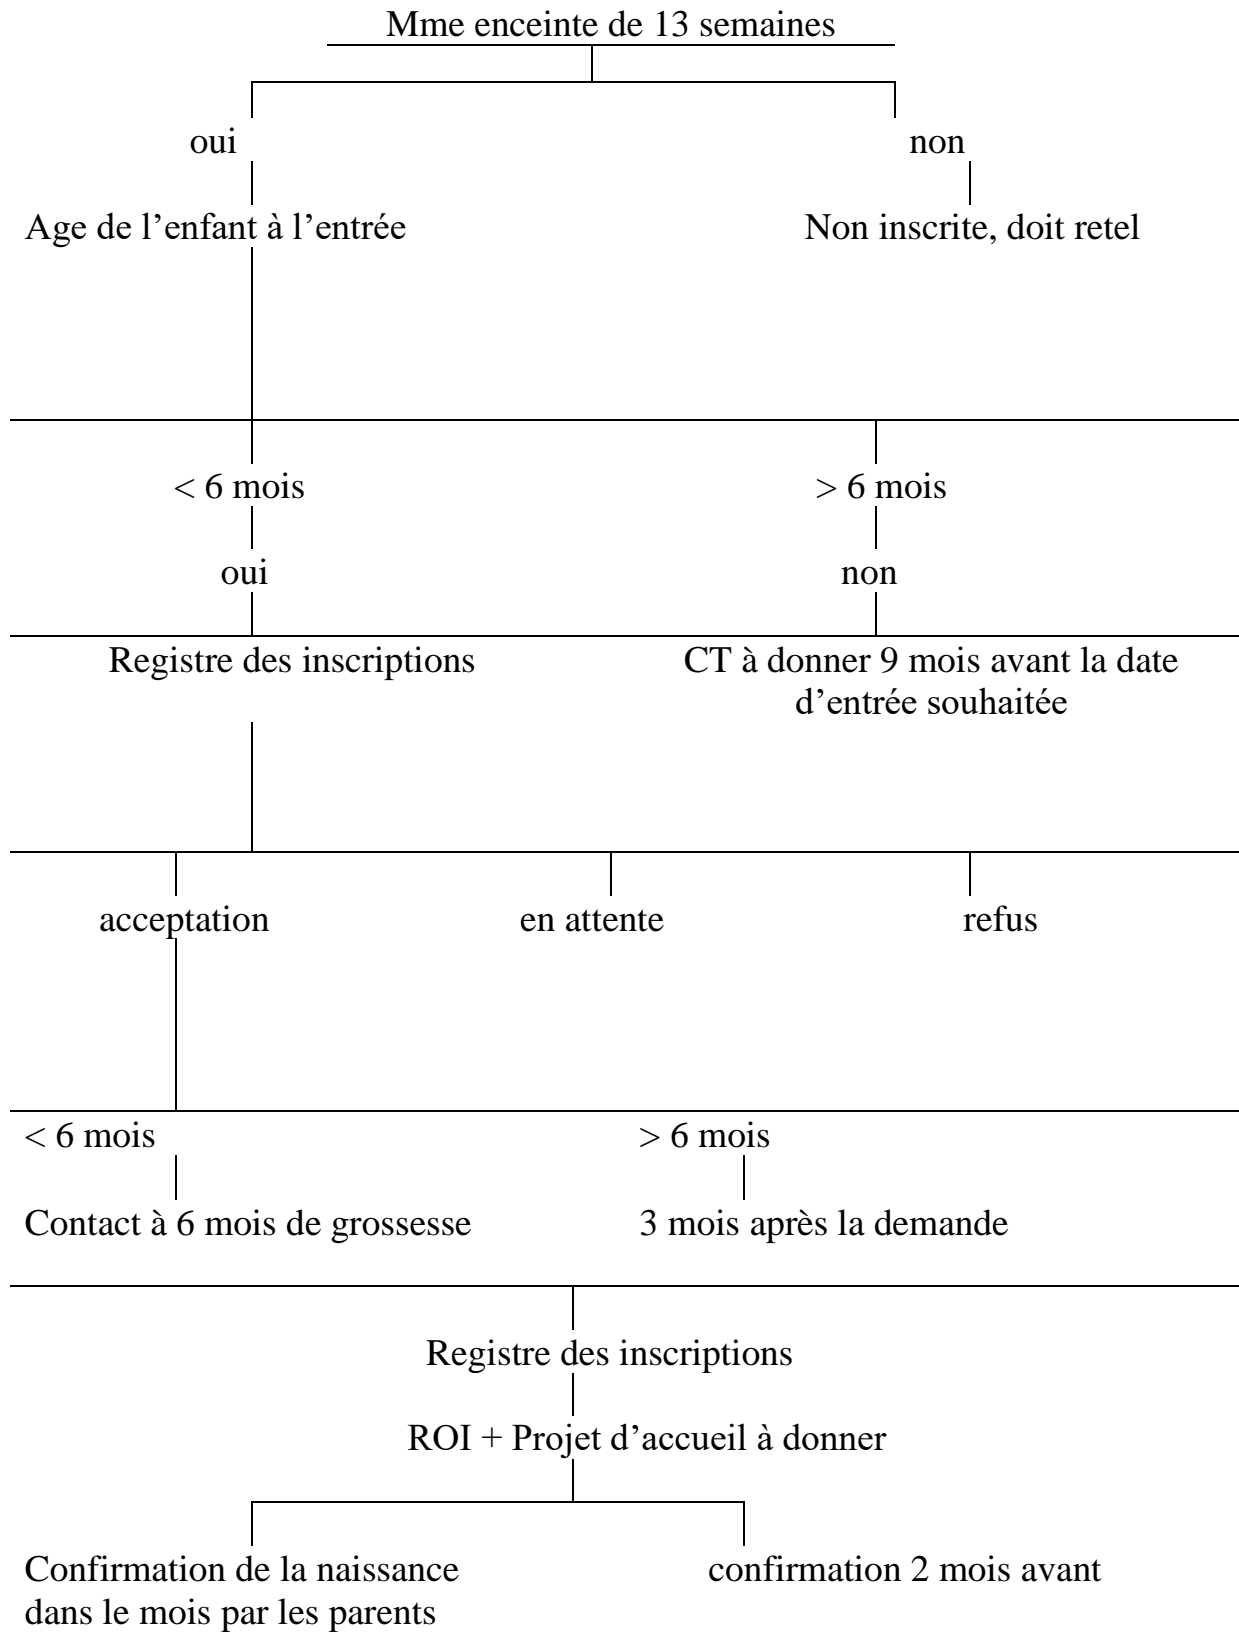 Mme enceinte de 13 semaines
oui
non
Age de l’enfant à l’entrée
Non inscrite, doit retel
< 6 mois
> 6 mois
oui
non
Registre des inscriptions
CT à donner 9 mois avant la date
d’entrée souhaitée
acceptation
en attente
refus
< 6 mois
> 6 mois
Contact à 6 mois de grossesse
3 mois après la demande
Registre des inscriptions
ROI + Projet d’accueil à donner
Confirmation de la naissance
dans le mois par les parents
confirmation 2 mois avant